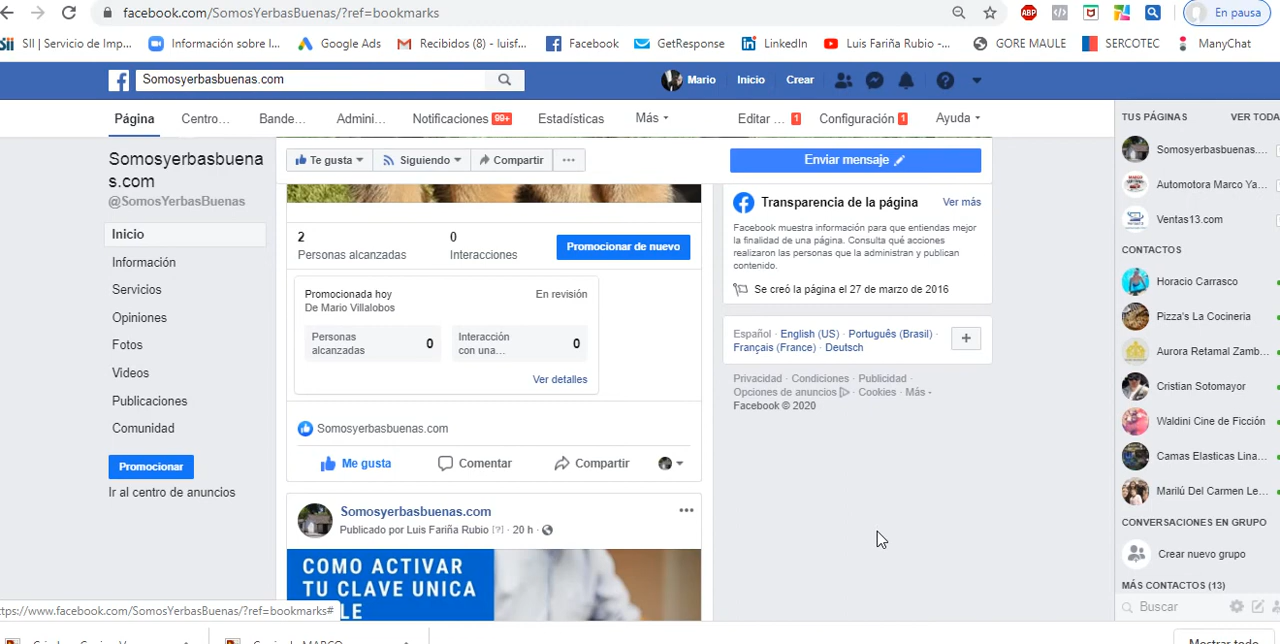 facebook.com/SomosYerbasBuenas/?ref=bookmarks
ABP
En pausa
SII | Servicio de Imp...
Información sobre l...
Google Ads
Recibidos (8) - luisf...
Facebook
GetResponse
LinkedIn
Luis Fariña Rubio -...
GORE MAULE
SERCOTEC
ManyChat
Somosyerbasbuenas.com
Mario
Inicio
Crear
Página
Centro...
Bande...
Admini...
Notificaciones 99+
Estadísticas
Más
Editar ... 1
Configuración 1
Ayuda
Somosyerbasbuena
s.com
@SomosYerbasBuenas
Inicio
Información
Servicios
Opiniones
Fotos
Videos
Publicaciones
Comunidad
Promocionar
Ir al centro de anuncios
Te gusta
Siguiendo
Compartir
Enviar mensaje
2
Personas alcanzadas
0
Interacciones
Promocionar de nuevo
Promocionada hoy
De Mario Villalobos
En revisión
Personas
alcanzadas
0
Interacción
con una...
0
Ver detalles
Somosyerbasbuenas.com
Me gusta
Comentar
Compartir
Somosyerbasbuenas.com
Publicado por Luis Fariña Rubio [?] · 20 h ·
COMO ACTIVAR
TU CLAVE UNICA
LE
Transparencia de la página
Ver más
Facebook muestra información para que entiendas mejor
la finalidad de una página. Consulta qué acciones
realizaron las personas que la administran y publican
contenido.
Se creó la página el 27 de marzo de 2016
Español · English (US) · Português (Brasil) ·
Français (France) · Deutsch
Privacidad · Condiciones · Publicidad ·
Opciones de anuncios · Cookies · Más
Facebook © 2020
TUS PÁGINAS
VER TODA
Somosyerbasbuenas....
Automotora Marco Ya...
Ventas13.com
CONTACTOS
Horacio Carrasco
Pizza's La Cocineria
Aurora Retamal Zamb...
Cristian Sotomayor
Waldini Cine de Ficción
Camas Elasticas Lina...
Marilú Del Carmen Le...
CONVERSACIONES EN GRUPO
Crear nuevo grupo
MÁS CONTACTOS (13)
Buscar
ttps://www.facebook.com/SomosYerbasBuenas/?ref=bookmarks#
Mostrar todo